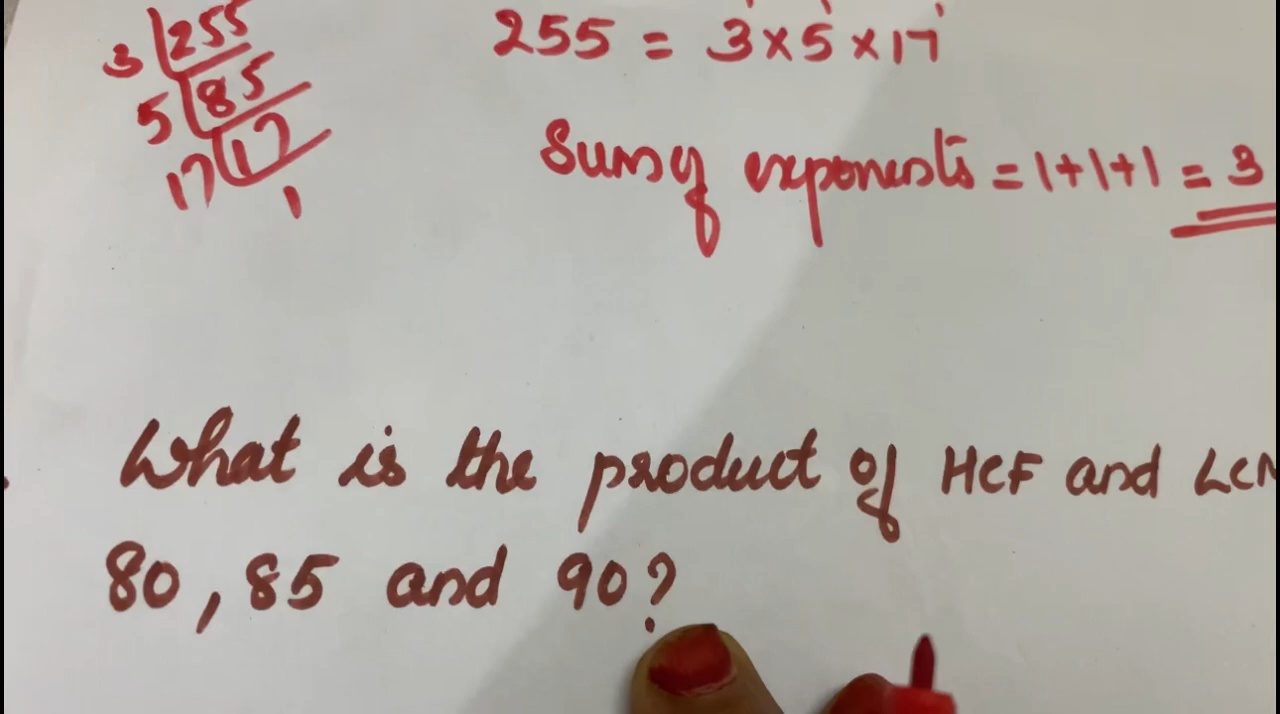 3 255
5 85
17 17
1
255 = 3 x 5 x 17
Sum of exponents = 1+1+1 = 3
What is the product of HCF and LCM
80, 85 and 90?